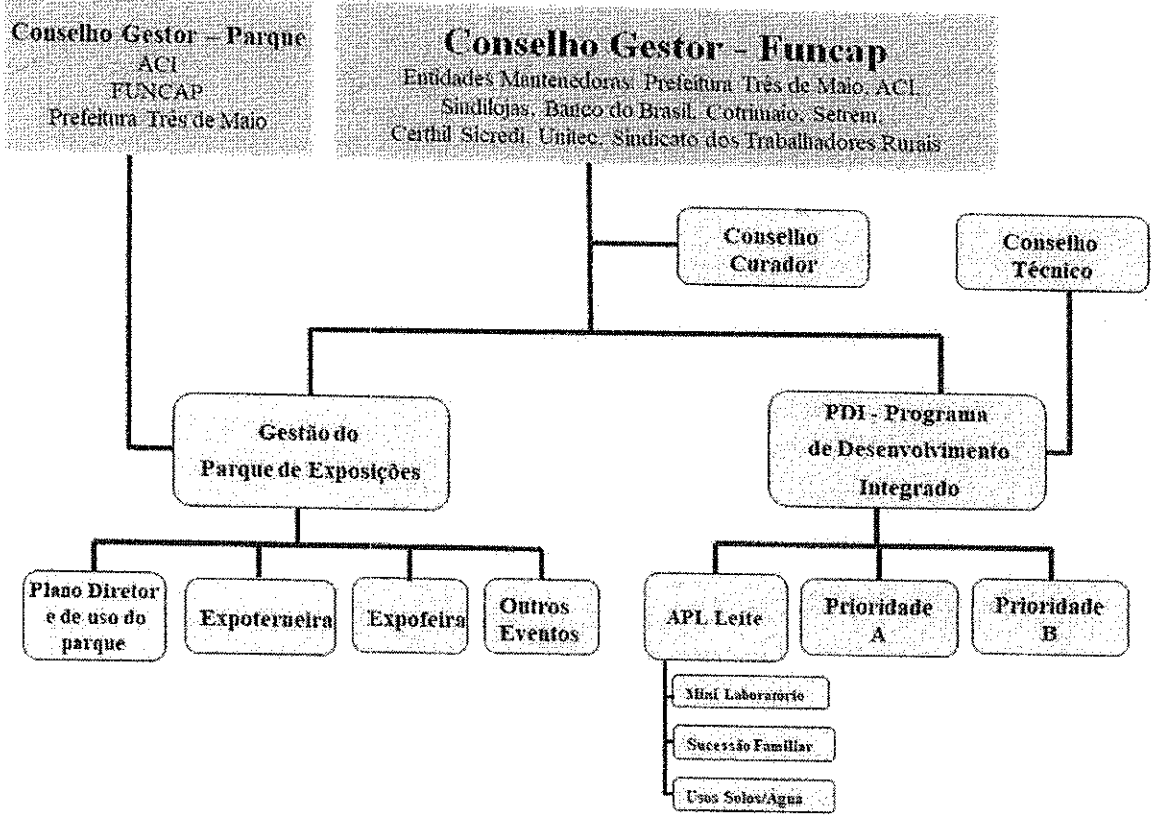 Conselho Gestor – Parque
ACI
FUNCAP
Prefeitura Três de Maio
Conselho Gestor - Funcap
Entidades Mantenedoras: Prefeitura Três de Maio, ACI,
Sindilojas, Banco do Brasil, Cotrimaio, Setrem,
Certhil Sicredi, Unitec, Sindicato dos Trabalhadores Rurais
Conselho
Curador
Conselho
Técnico
Gestão do
Parque de Exposições
PDI - Programa
de Desenvolvimento
Integrado
Plano Diretor
e de uso do
parque
Expoterneira
Expofeira
Outros
Eventos
APL Leite
Prioridade
A
Prioridade
B
Mini Laboratório
Sucessão Familiar
Usos Solos/Água